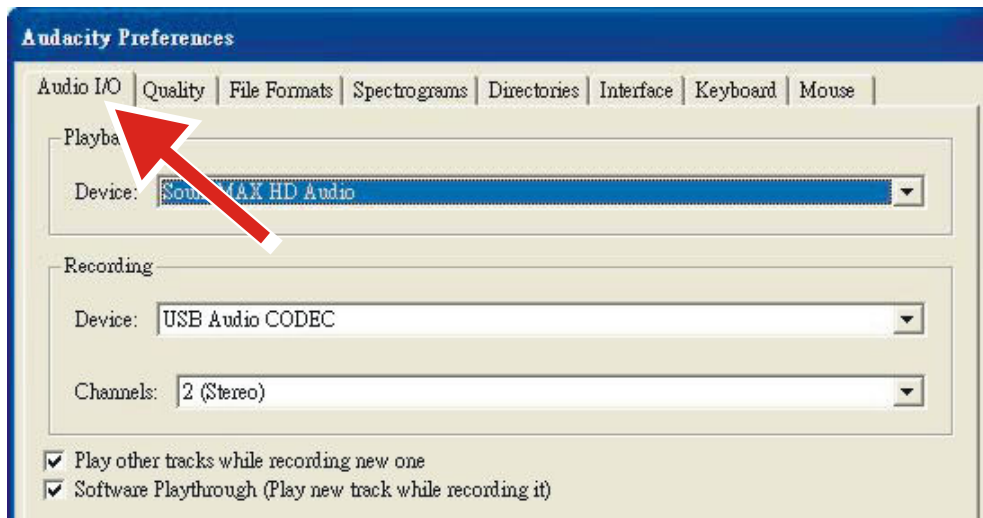 Audacity Preferences
Audio I/O Quality File Formats Spectrograms Directories Interface Keyboard Mouse
Device: MAX HD Audio
Recording
Device: USB Audio CODEC
Channels: 2 (Stereo)
Play other tracks while recording new one
Software Playthrough (Play new track while recording it)